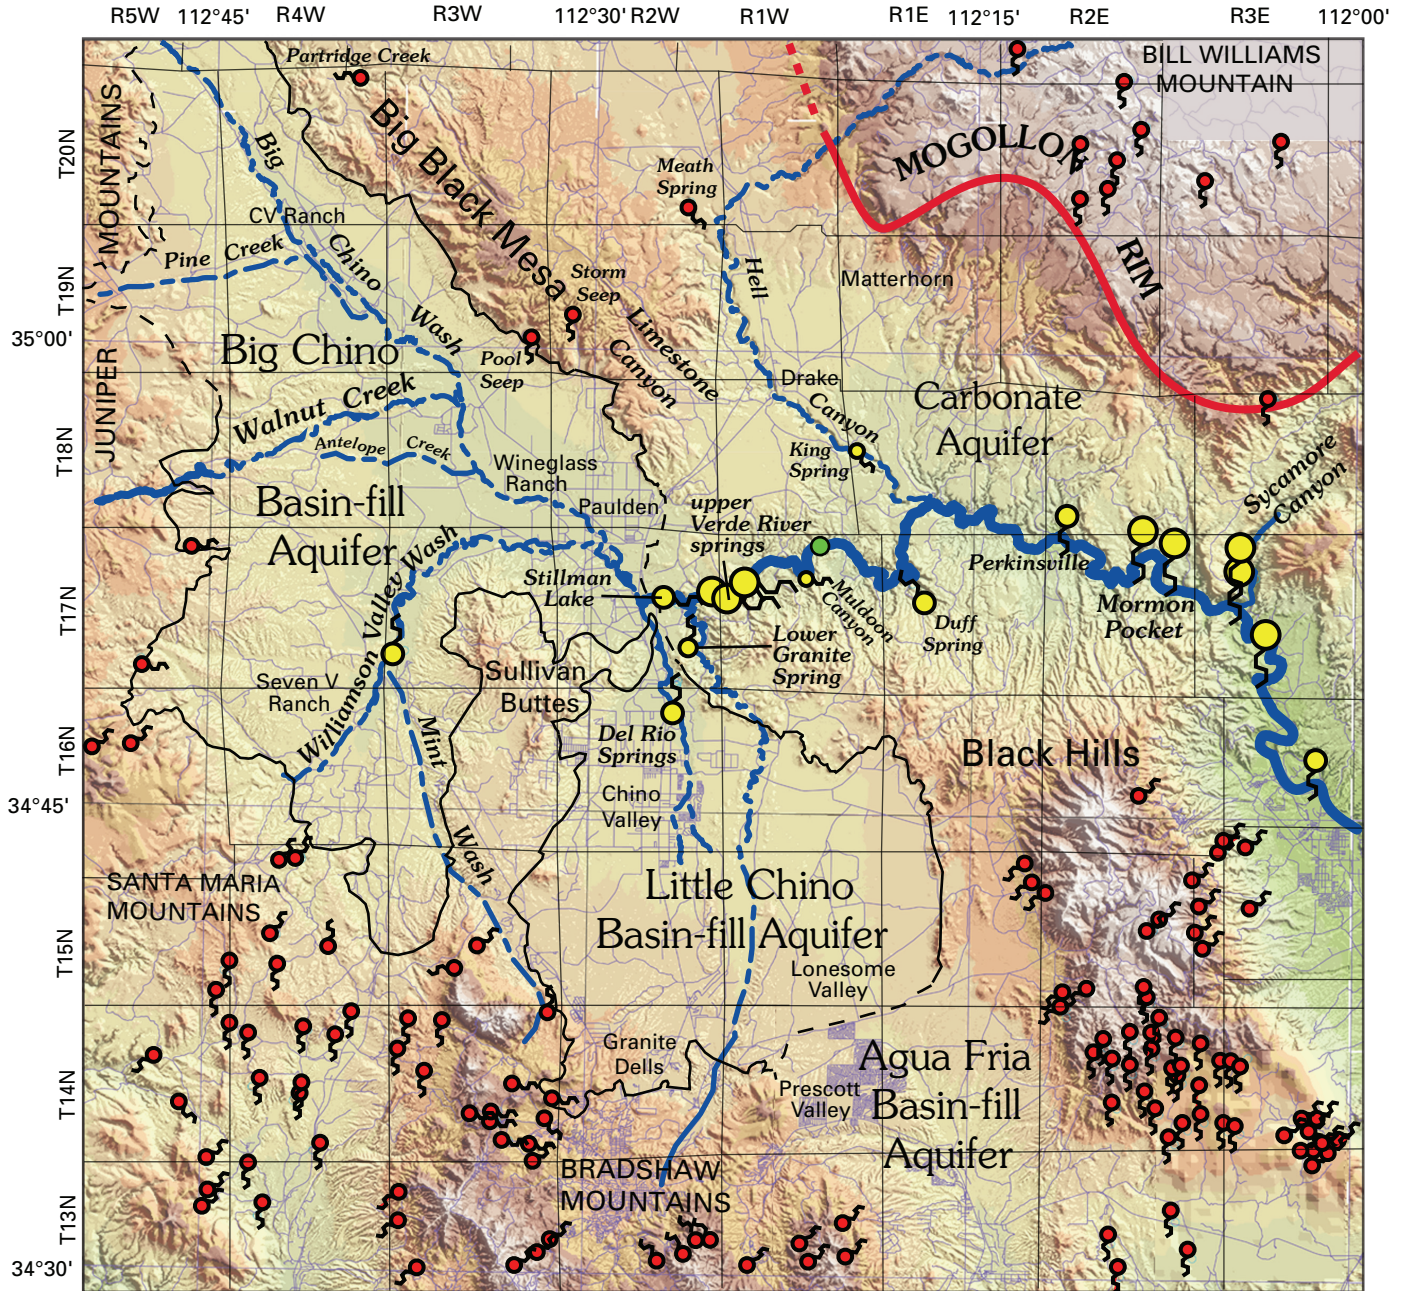 R5W 112°45' R4W R3W 112°30' R2W R1W R1E 112°15' R2E R3E 112°00'
Partridge Creek
BILL WILLIAMS
MOUNTAIN
MOUNTAINS
Big Black Mesa
MOGOLLON
T20N
Big
Meath
Spring
CV Ranch
Pine Creek
Chino
Hell
RIM
Storm
Seep
Matterhorn
T19N
Wash
Limestone
Canyon
35°00'
Big Chino
Pool
Seep
JUNIPER
Drake
Walnut Creek
Carbonate
Aquifer
Canyon
Antelope Creek
King
Spring
T18N
Wineglass
Ranch
Sycamore
Canyon
Basin-fill
Aquifer
Paulden
upper
Verde River
springs
Perkinsville
Stillman
Lake
Williamson Valley Wash
T17N
Muldoon
Canyon
Mormon
Pocket
Duff
Spring
Lower
Granite
Spring
Sullivan
Buttes
Seven V
Ranch
Mint
Del Rio
Springs
T16N
Black Hills
Chino
Valley
34°45'
Wash
SANTA MARIA
MOUNTAINS
Little Chino
Basin-fill Aquifer
T15N
Lonesome
Valley
Granite
Dells
Agua Fria
Basin-fill
Aquifer
Prescott
Valley
T14N
BRADSHAW
MOUNTAINS
T13N
34°30'